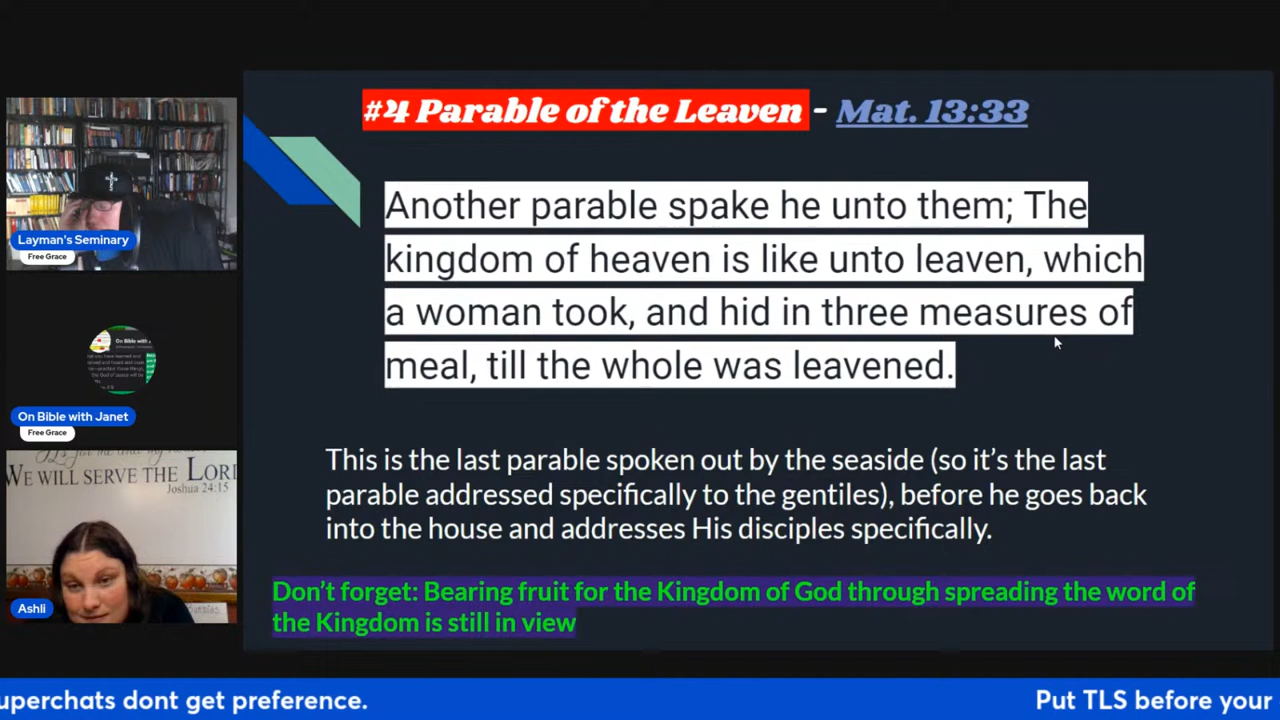 #4 Parable of the Leaven - Mat. 13:33
Another parable spake he unto them; The
kingdom of heaven is like unto leaven, which
a woman took, and hid in three measures of
meal, till the whole was leavened.
This is the last parable spoken out by the seaside (so it's the last
parable addressed specifically to the gentiles), before he goes back
into the house and addresses His disciples specifically.
Don't forget: Bearing fruit for the Kingdom of God through spreading the word of
the Kingdom is still in view
Layman's Seminary
Free Grace
On Bible with Janet
Free Grace
WE WILL SERVE THE LOR
Joshua 24:15
Ashli
uperchats dont get preference.
Put TLS before your